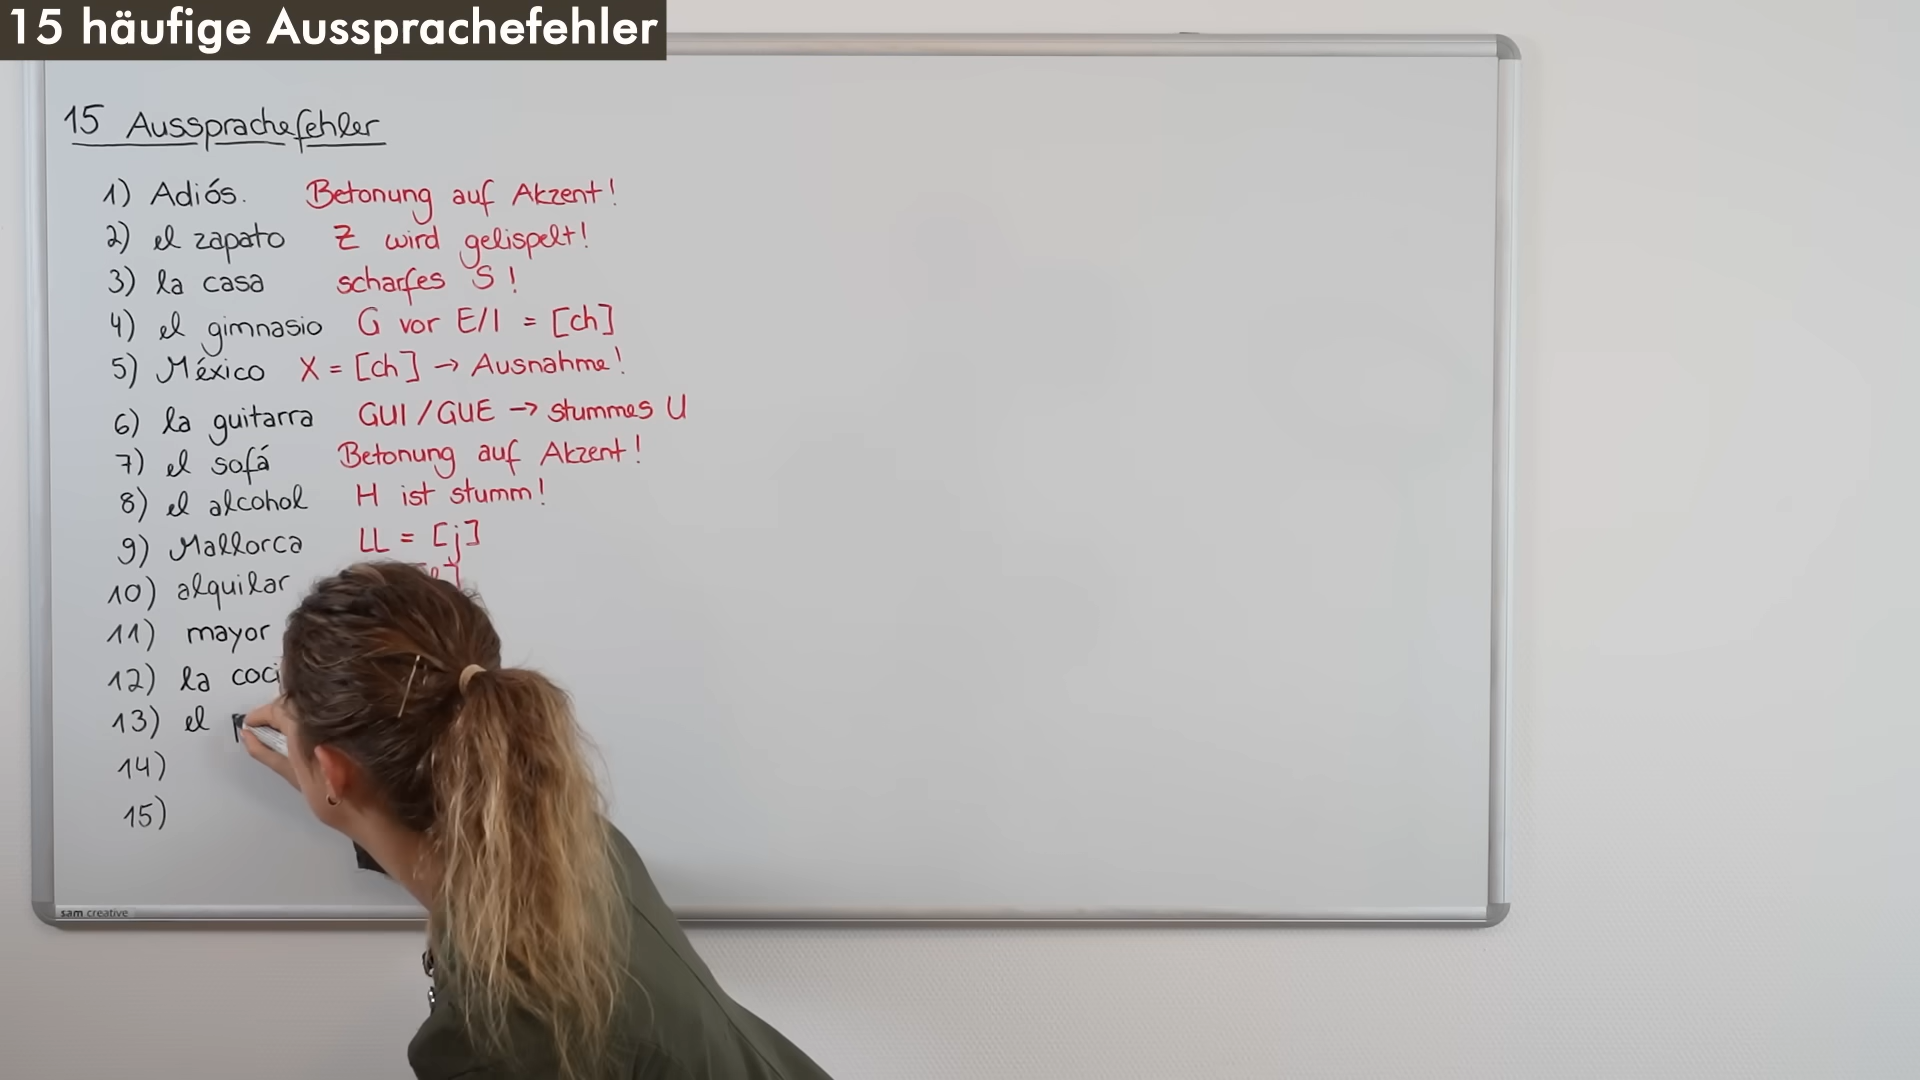 15 häufige Aussprachefehler
15 Aussprachefehler
1) Adiós. Betonung auf Akzent!
2) el zapato Z wird gelispelt!
3) la casa scharfes S!
4) el gimnasio G vor E/I = [ch]
5) México X = [ch] → Ausnahme!
6) la guitarra GUI/GUE → stummes U
7) el sofá Betonung auf Akzent!
8) el alcohol H ist stumm!
9) Mallorca LL = [j]
10) alquilar
11) mayor
12) la
13) el
14)
15)
sam creative